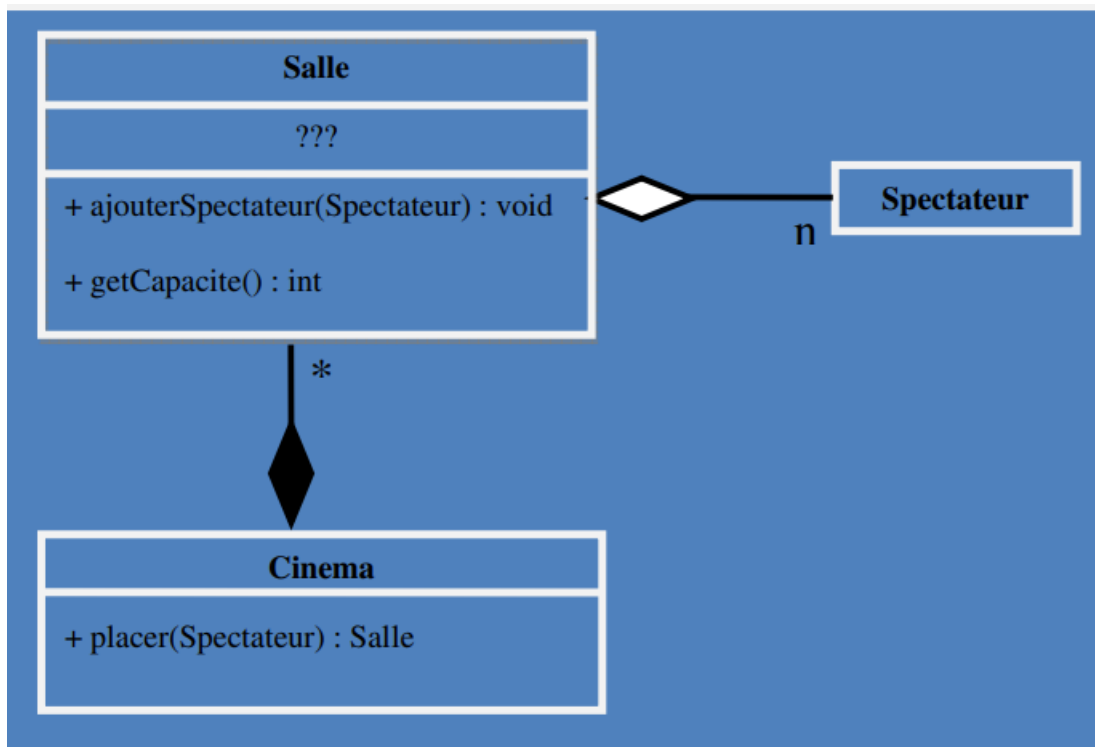 Salle
???
+ ajouterSpectateur(Spectateur) : void
+ getCapacite() : int
n
Spectateur
*
Cinema
+ placer(Spectateur) : Salle